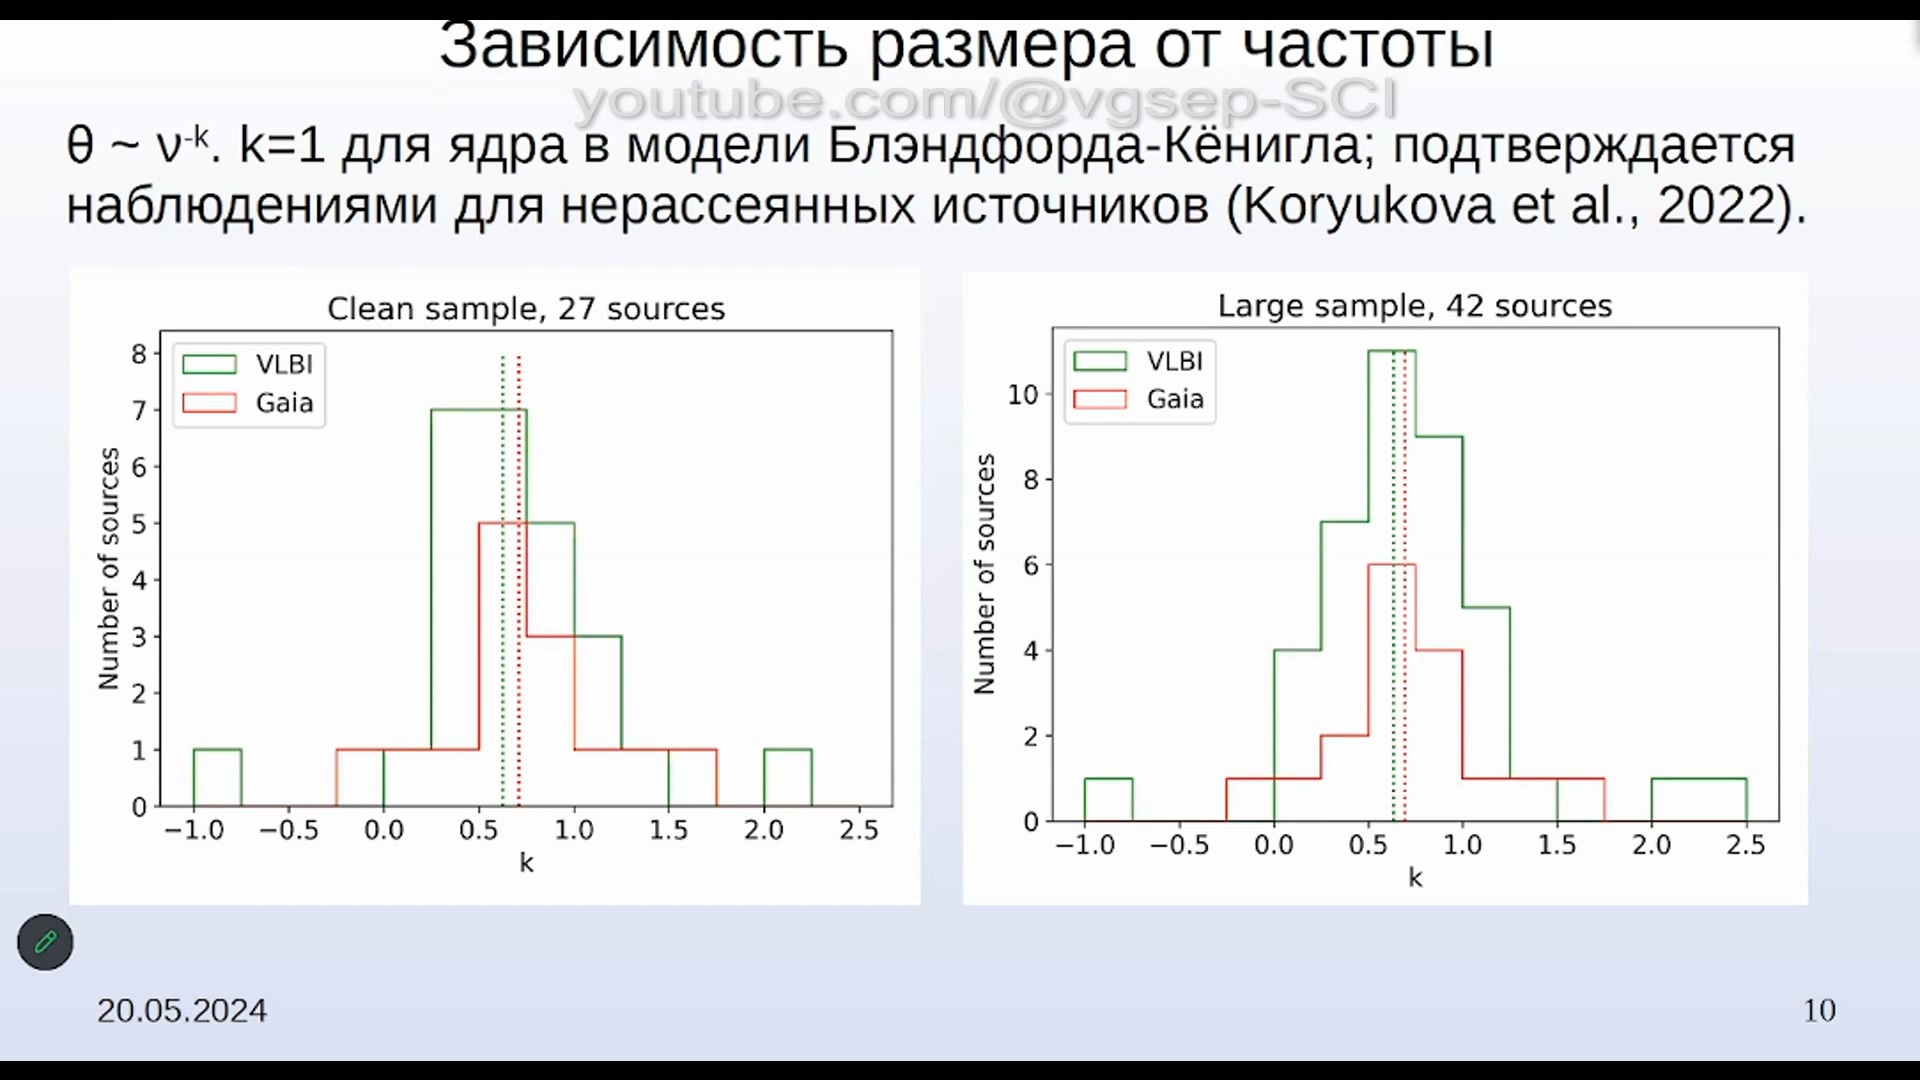 Зависимость размера от частоты
youtube.com/@vgsep-SCI
θ ~ ν^-k. k=1 для ядра в модели Блэндфорда-Кёнигла; подтверждается
наблюдениями для нерассеянных источников (Koryukova et al., 2022).
Clean sample, 27 sources
VLBI
Gaia
Number of sources
8
7
6
5
4
3
2
1
0
−1.0 −0.5 0.0 0.5 1.0 1.5 2.0 2.5
k
Large sample, 42 sources
VLBI
Gaia
Number of sources
10
8
6
4
2
0
−1.0 −0.5 0.0 0.5 1.0 1.5 2.0 2.5
k
20.05.2024
10